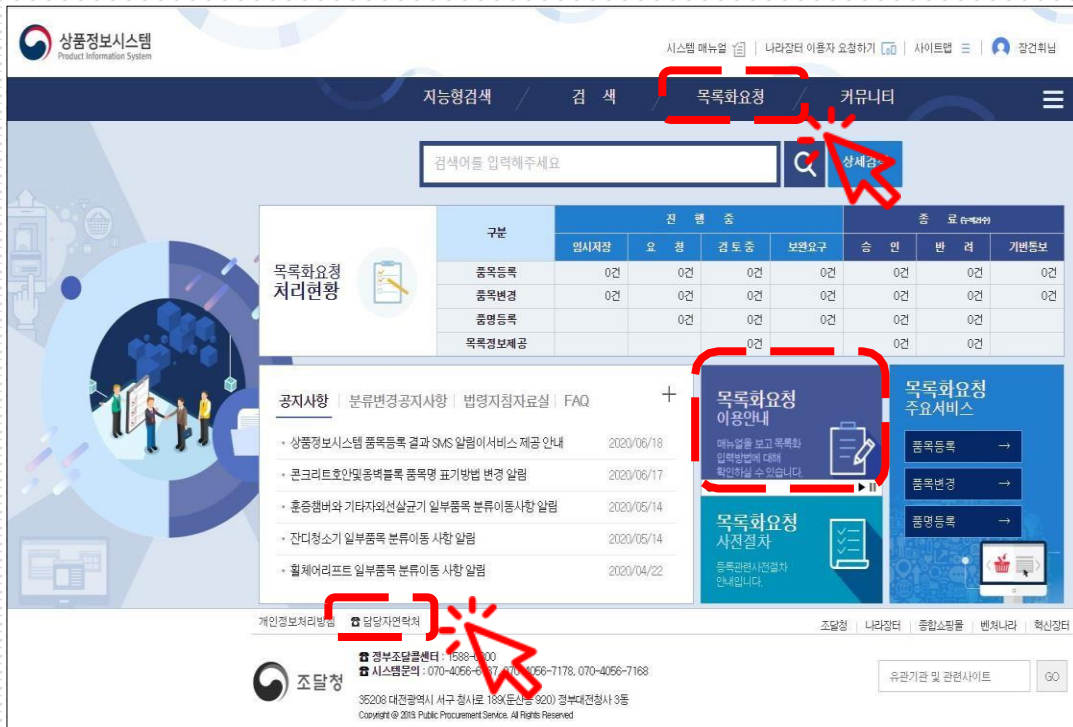 상품정보시스템
Product Information System
시스템 매뉴얼 | 나라장터 이용자 요청하기 | 사이트맵 | 장건휘님
지능형검색 / 검 색 / 목록화요청 / 커뮤니티
검색어를 입력해주세요
상세검색
목록화요청
처리현황
구분 진 행 중 종 료 (누적건수)
임시저장 요 청 검토중 보완요구 승 인 반 려 기변통보
품목등록 0건 0건 0건 0건 0건 0건 0건
품목변경 0건 0건 0건 0건 0건 0건 0건
품명등록 0건 0건 0건 0건 0건
목록정보제공 0건 0건 0건
공지사항 | 분류변경공지사항 | 법령지침자료실 | FAQ +
• 상품정보시스템 품목등록 결과 SMS 알림이서비스 제공 안내 2020/06/18
• 콘크리트호안및옹벽블록 품목명 표기방법 변경 알림 2020/06/17
• 훈증챔버와 기타자외선살균기 일부품목 분류이동사항 알림 2020/05/14
• 잔디청소기 일부품목 분류이동 사항 알림 2020/05/14
• 휠체어리프트 일부품목 분류이동 사항 알림 2020/04/22
목록화요청
이용안내
매뉴얼을 보고 목록화
입력방법에 대해
확인하실 수 있습니다.
목록화요청
사전절차
등록관련사전절차
안내입니다.
목록화요청
주요서비스
품목등록 →
품목변경 →
품명등록 →
개인정보처리방침 ☎ 담당자연락처
조달청 | 나라장터 | 종합쇼핑몰 | 벤처나라 | 혁신장터
조달청
☎ 정부조달콜센터 : 1588-0800
☎ 시스템문의 : 070-4056-7178, 070-4056-7168
35208 대전광역시 서구 청사로 189(둔산동 920) 정부대전청사 3동
Copyright @ 2019. Public Procurement Service. All Rights Reserved
유관기관 및 관련사이트 GO